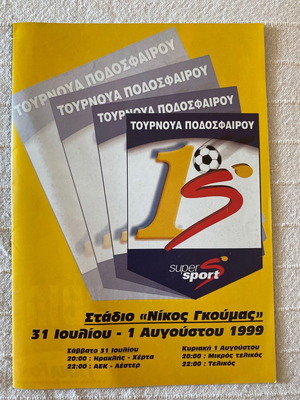 ΤΟΥΡΝΟΥΑ ΠΟΔΟΣΦΑΙΡΟΥ
ΤΟΥΡΝΟΥΑ ΠΟΔΟΣΦΑΙΡΟΥ
ΤΟΥΡΝΟΥΑ ΠΟΔΟΣΦΑΙΡΟΥ
ΤΟΥΡΝΟΥΑ ΠΟΔΟΣΦΑΙΡΟΥ
1S
super
sport S
Στάδιο «Νίκος Γκούμας»
31 Ιουλίου - 1 Αυγούστου 1999
Σάββατο 31 Ιουλίου
20:00 : Ηρακλής - Χέρτα
22:00 : ΑΕΚ - Λέστερ
Κυριακή 1 Αυγούστου
20:00 : Μικρός τελικός
22:00 : Τελικός